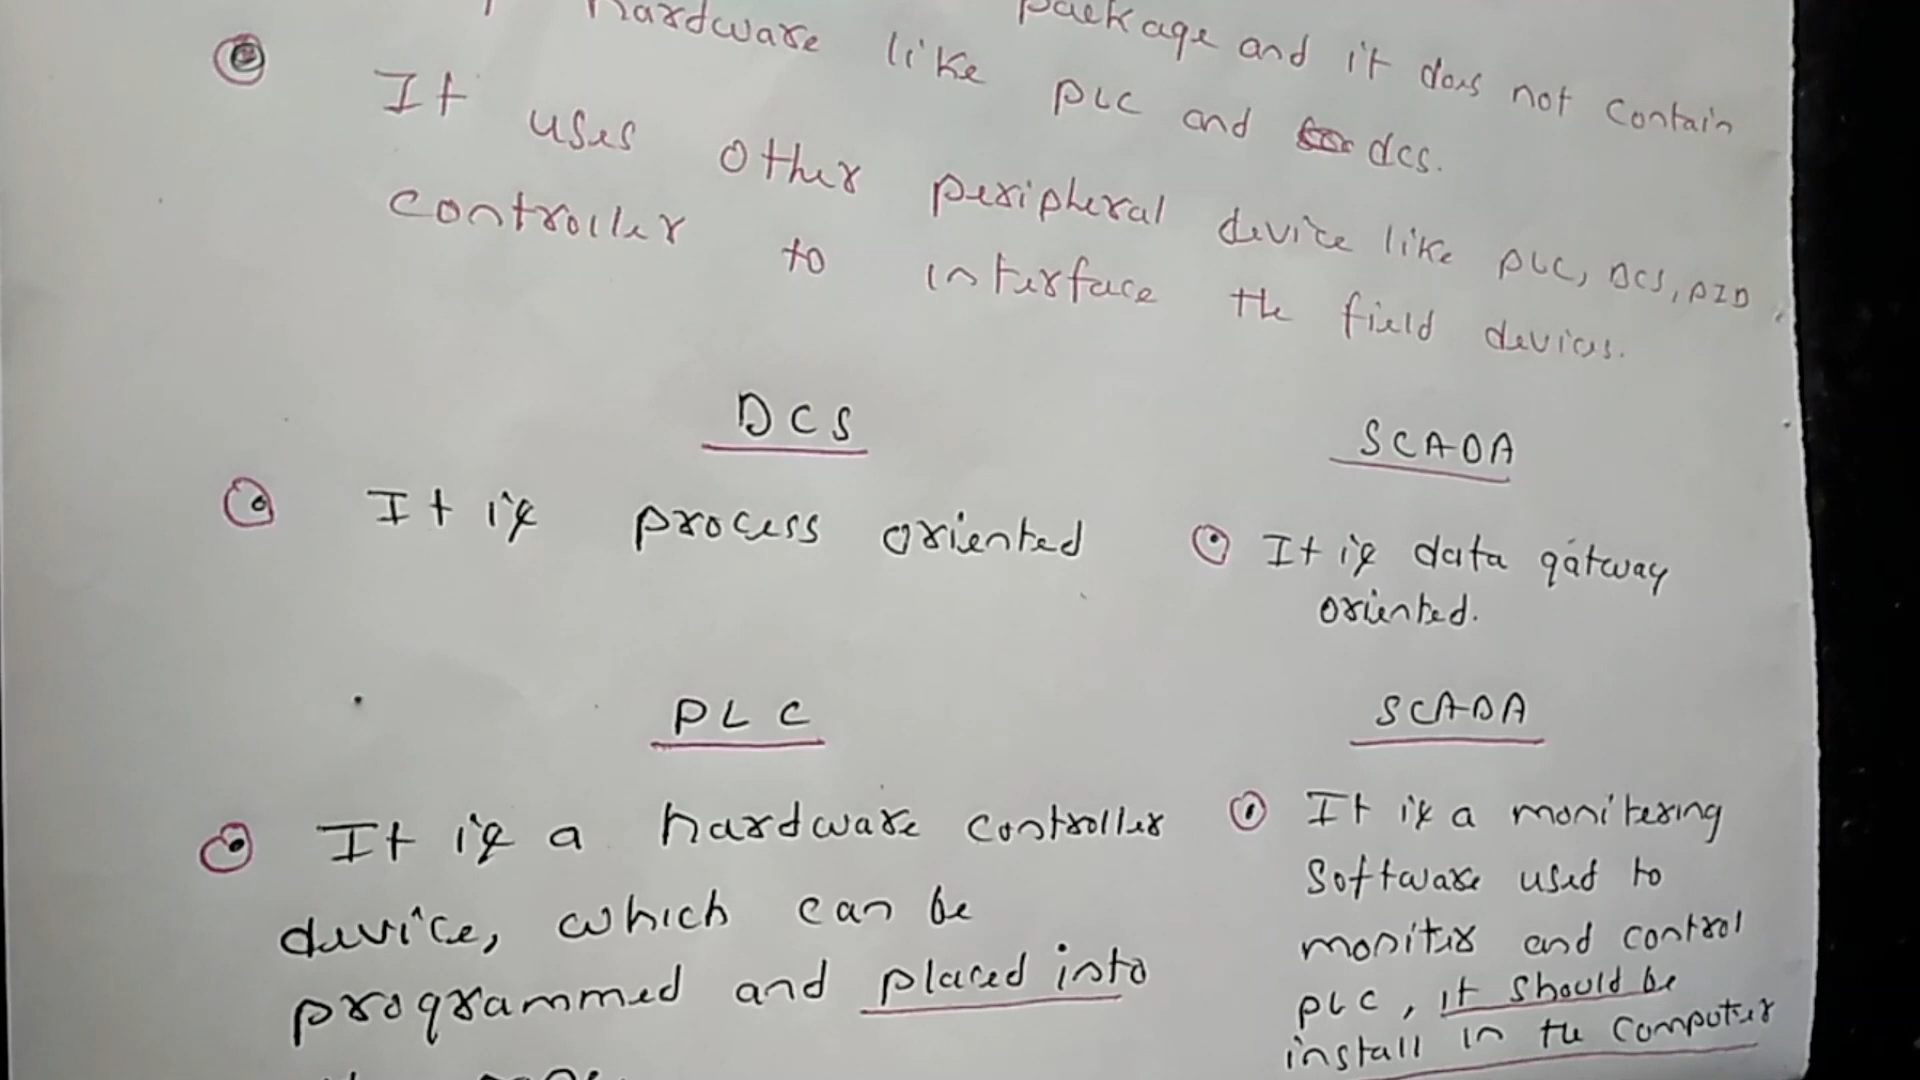 hardware package and it does not contain
like PLC and dcs.
It uses other peripheral device like PLC, DCS, PID
controller to interface the field devices.
DCS SCADA
It is process oriented It is data gatway
oriented.
PLC SCADA
It is a hardware controller It is a monitering
device, which can be software used to
programmed and placed into monitor and control
PLC, it should be
install in the computer